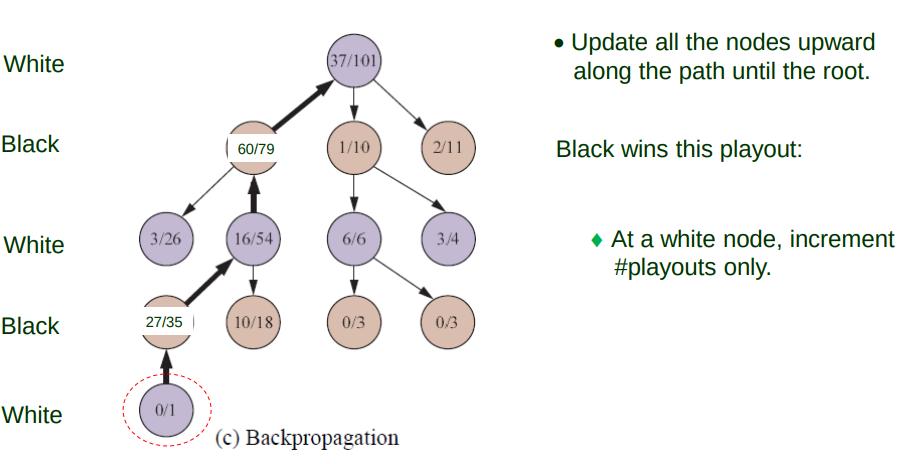 White
37/101
• Update all the nodes upward
along the path until the root.
Black
60/79
1/10
2/11
Black wins this playout:
White
3/26
16/54
6/6
3/4
♦ At a white node, increment
#playouts only.
Black
27/35
10/18
0/3
0/3
White
0/1
(c) Backpropagation